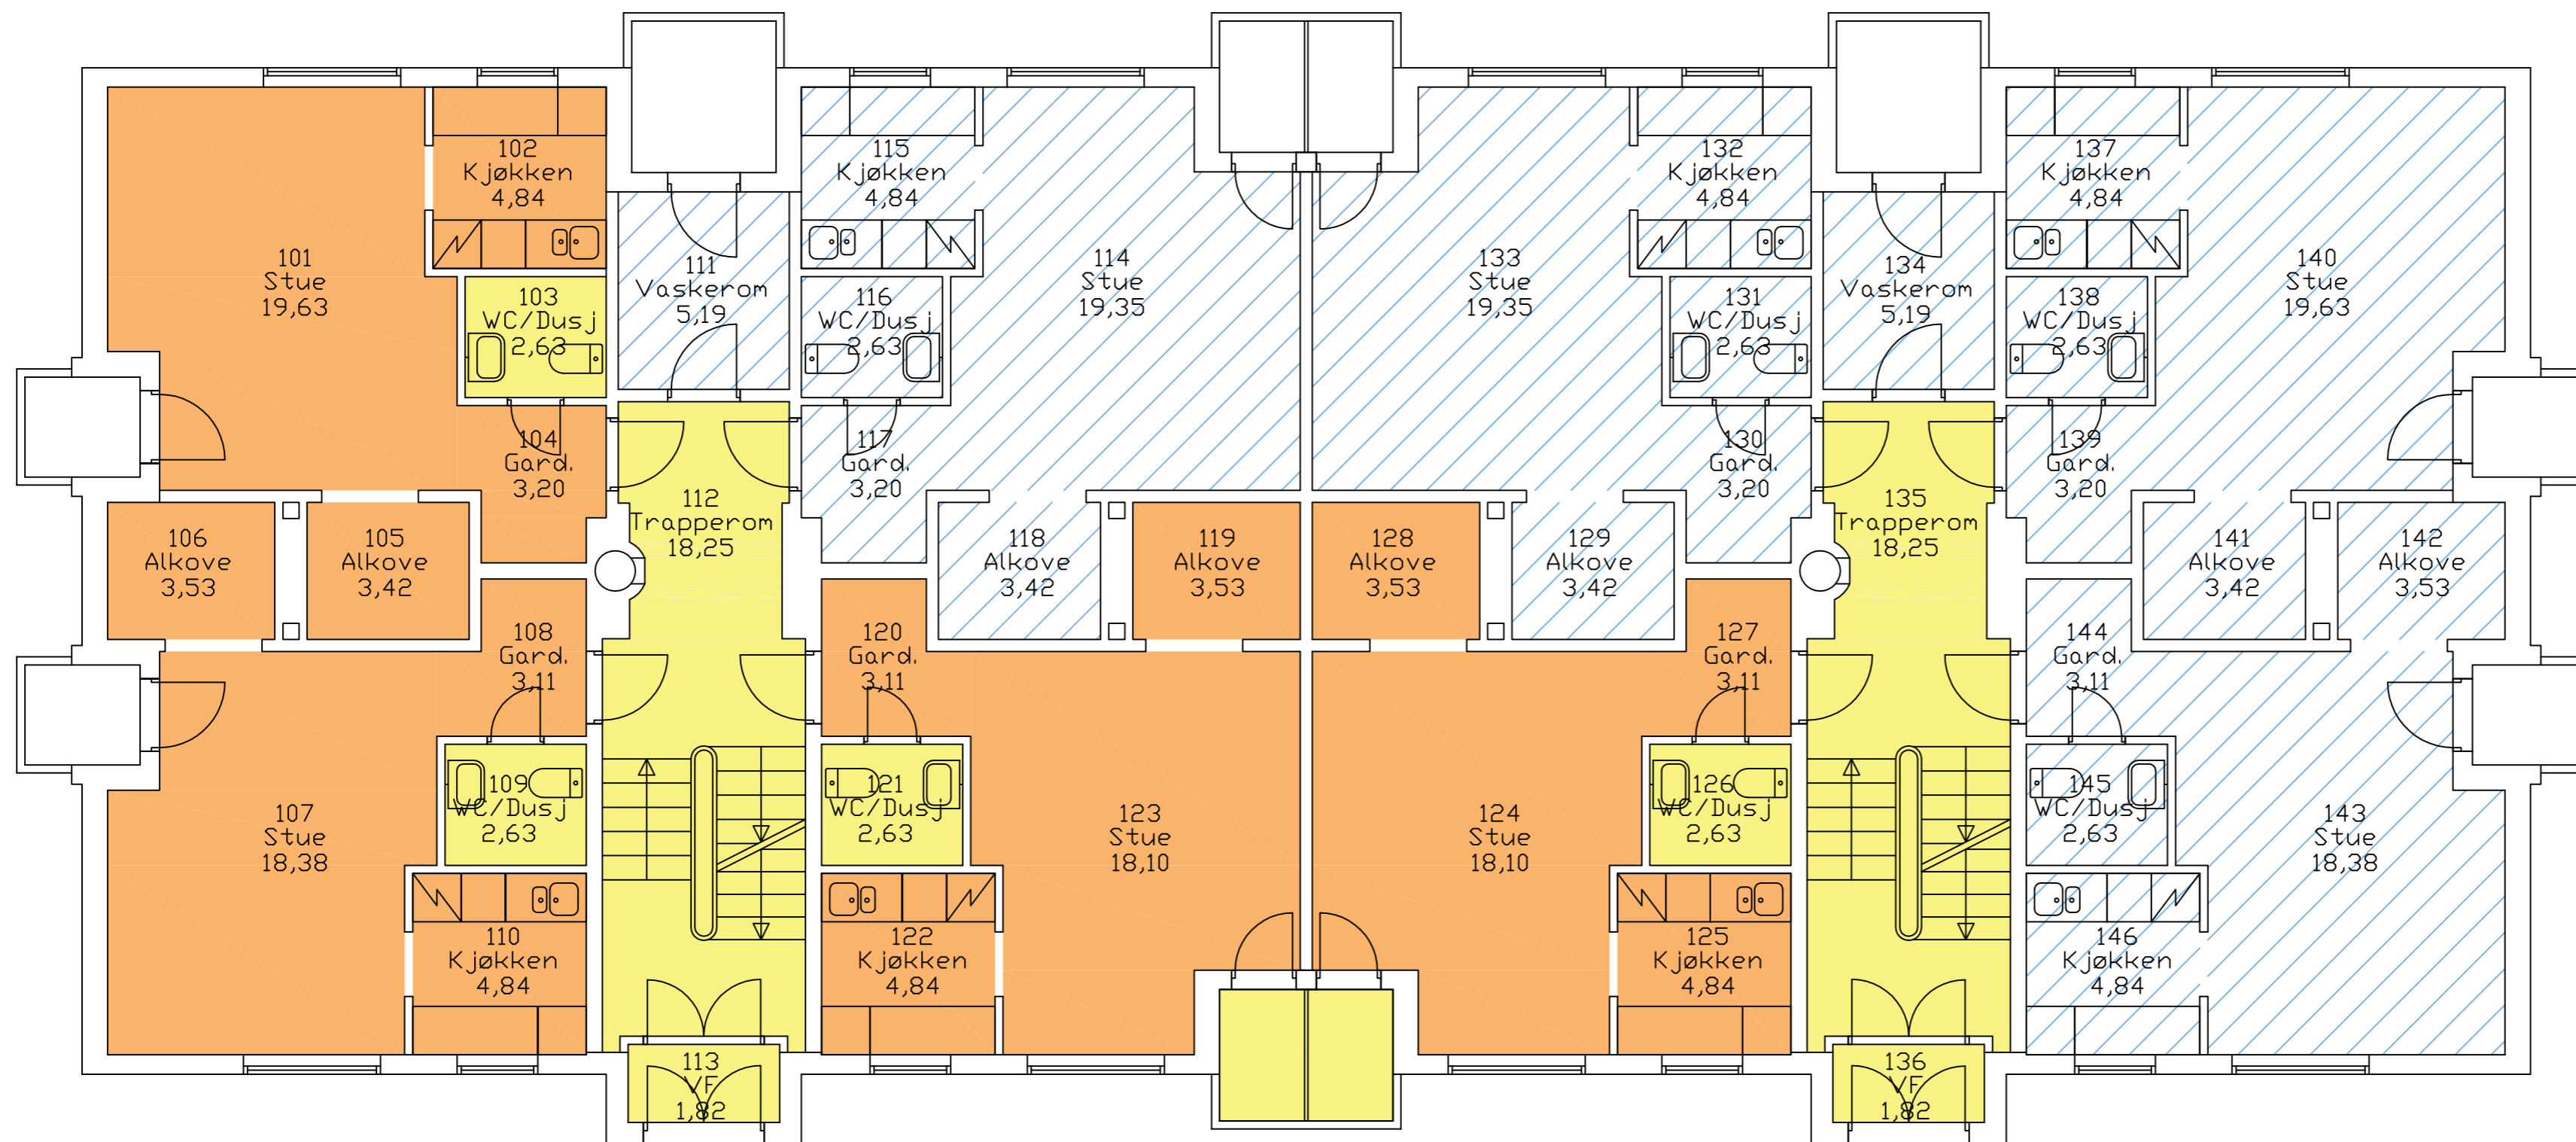 101
Stue
19,63
102
Kjøkken
4,84
103
WC/Dusj
2,63
104
Gard.
3,20
105
Alkove
3,42
106
Alkove
3,53
107
Stue
18,38
108
Gard.
3,11
109
WC/Dusj
2,63
110
Kjøkken
4,84
111
Vaskerom
5,19
112
Trapperom
18,25
113
VF
1,82
114
Stue
19,35
115
Kjøkken
4,84
116
WC/Dusj
2,63
117
Gard.
3,20
118
Alkove
3,42
119
Alkove
3,53
120
Gard.
3,11
121
WC/Dusj
2,63
122
Kjøkken
4,84
123
Stue
18,10
124
Stue
18,10
125
Kjøkken
4,84
126
WC/Dusj
2,63
127
Gard.
3,11
128
Alkove
3,53
129
Alkove
3,42
130
Gard.
3,20
131
WC/Dusj
2,63
132
Kjøkken
4,84
133
Stue
19,35
134
Vaskerom
5,19
135
Trapperom
18,25
136
VF
1,82
137
Kjøkken
4,84
138
WC/Dusj
2,63
139
Gard.
3,20
140
Stue
19,63
141
Alkove
3,42
142
Alkove
3,53
143
Stue
18,38
144
Gard.
3,11
145
WC/Dusj
2,63
146
Kjøkken
4,84